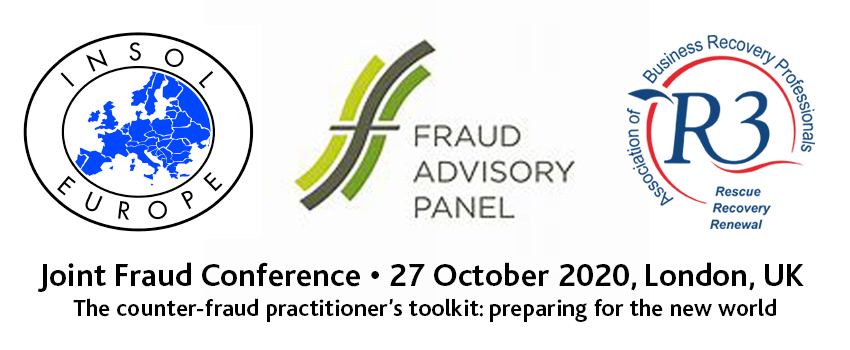 INSOL
EUROPE
FRAUD
ADVISORY
PANEL
Association of Business Recovery Professionals
R3
Rescue
Recovery
Renewal
Joint Fraud Conference • 27 October 2020, London, UK
The counter-fraud practitioner’s toolkit: preparing for the new world